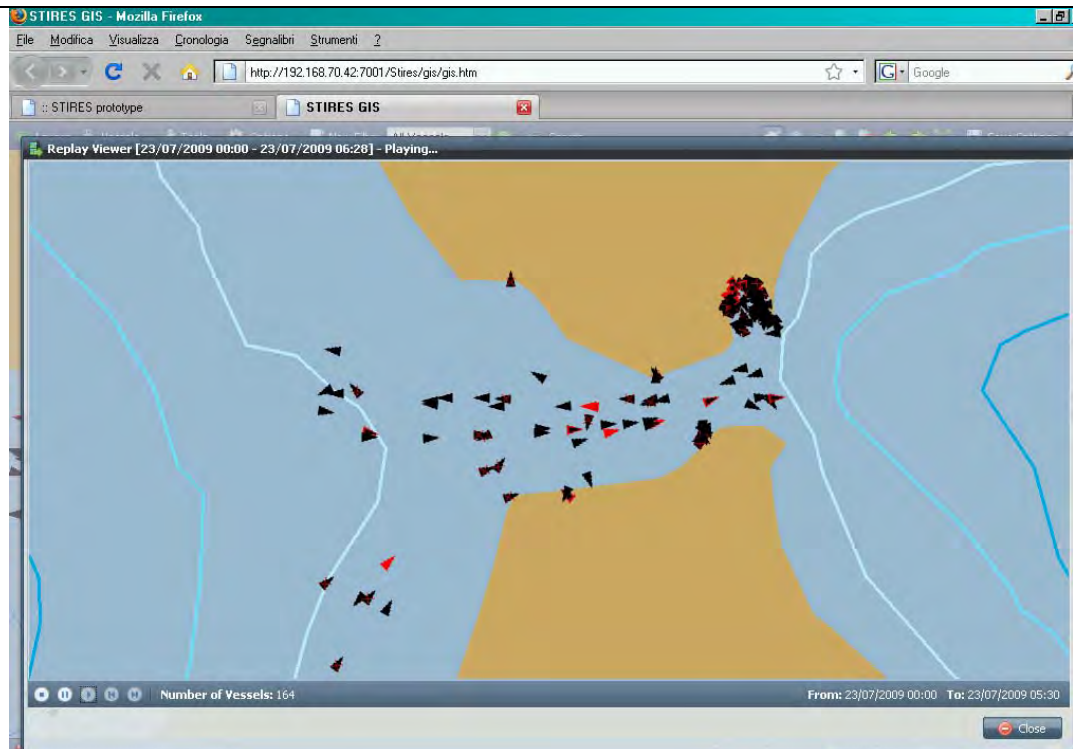 STIRES GIS - Mozilla Firefox
File Modifica Visualizza Cronologia Segnalibri Strumenti ?
http://192.168.70.42:7001/Stires/gis/gis.htm
Google
:: STIRES prototype
STIRES GIS
Replay Viewer [23/07/2009 00:00 - 23/07/2009 06:28] - Playing...
Number of Vessels: 164
From: 23/07/2009 00:00 To: 23/07/2009 05:30
Close